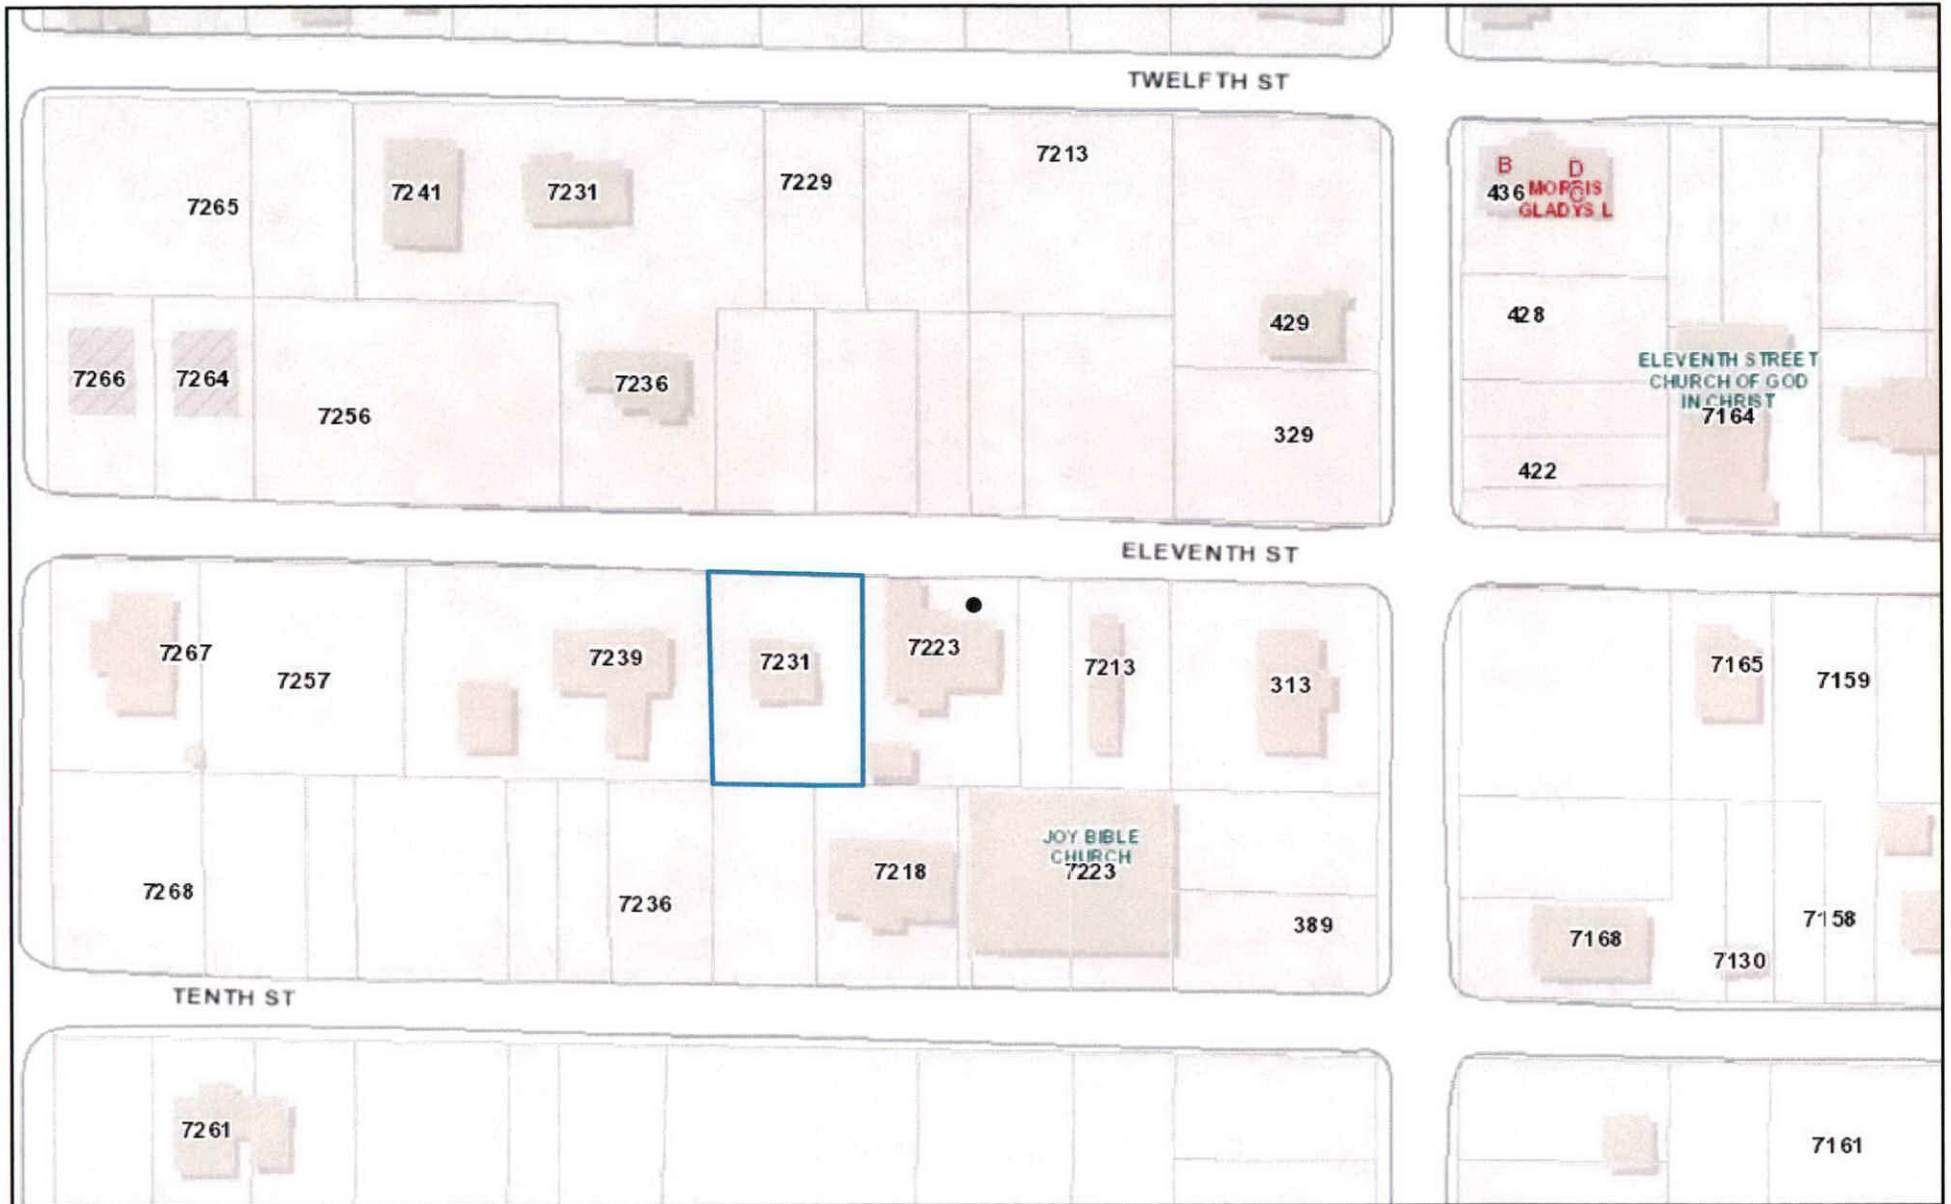 TWELFTH ST
7265
7241
7231
7229
7213
B
D
436
MORRIS
C
GLADYS L
429
428
7266
7264
7256
7236
329
ELEVENTH STREET
CHURCH OF GOD
IN CHRIST
7164
422
ELEVENTH ST
7267
7257
7239
7231
7223
7213
313
7165
7159
7268
7236
7218
JOY BIBLE
CHURCH
7223
389
7168
7130
7158
TENTH ST
7261
7161